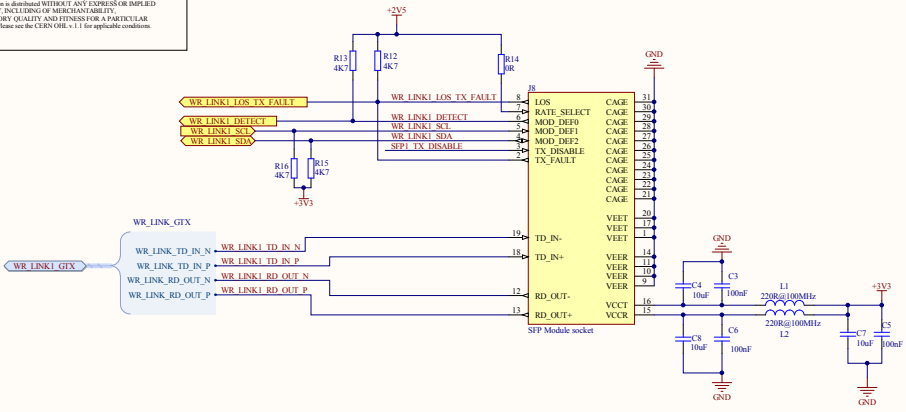 on is distributed WITHOUT ANY EXPRESS OR IMPLIED
, INCLUDING OF MERCHANTABILITY,
ORY QUALITY AND FITNESS FOR A PARTICULAR
Please see the CERN OHL v.1.1 for applicable conditions.
+2V5
R13
4K7
R12
4K7
R14
0R
GND
J8
WR_LINK1_LOS_TX_FAULT
WR_LINK1_LOS_TX_FAULT
8
LOS
7
RATE_SELECT
WR_LINK1_DETECT
WR_LINK1_DETECT
6
MOD_DEF0
WR_LINK1_SCL
WR_LINK1_SCL
5
MOD_DEF1
WR_LINK1_SDA
WR_LINK1_SDA
4
MOD_DEF2
SFP1_TX_DISABLE
3
TX_DISABLE
2
TX_FAULT
CAGE 31
CAGE 30
CAGE 29
CAGE 28
CAGE 27
CAGE 26
CAGE 25
CAGE 24
CAGE 23
CAGE 22
CAGE 21
R16
4K7
R15
4K7
+3V3
VEET 20
VEET 17
VEET 1
VEER 14
VEER 11
VEER 10
VEER 9
VCCT 16
VCCR 15
WR_LINK_GTX
WR_LINK1_GTX
WR_LINK_TD_IN_N
WR_LINK1_TD_IN_N
WR_LINK_TD_IN_P
WR_LINK1_TD_IN_P
WR_LINK_RD_OUT_N
WR_LINK1_RD_OUT_N
WR_LINK_RD_OUT_P
WR_LINK1_RD_OUT_P
19
TD_IN-
18
TD_IN+
12
RD_OUT-
13
RD_OUT+
SFP Module socket
GND
C4
10uF
C3
100nF
L1
220R@100MHz
220R@100MHz
L2
+3V3
C8
10uF
C6
100nF
C7
10uF
C5
100nF
GND
GND